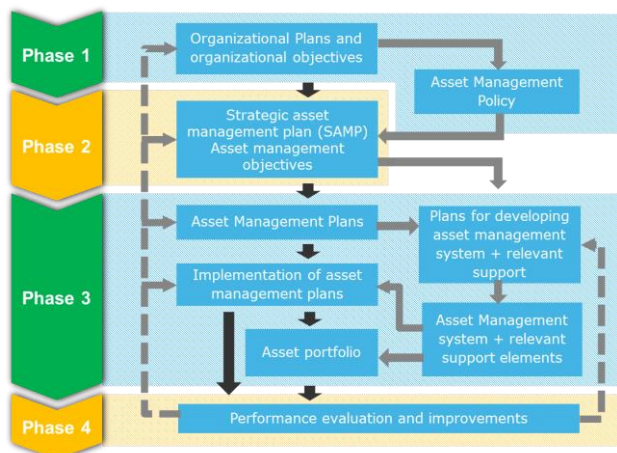 Phase 1
Organizational Plans and
organizational objectives
Asset Management
Policy
Phase 2
Strategic asset
management plan (SAMP)
Asset management
objectives
Phase 3
Asset Management Plans
Plans for developing
asset management
system + relevant
support
Implementation of asset
management plans
Asset Management
system + relevant
support elements
Asset portfolio
Phase 4
Performance evaluation and improvements